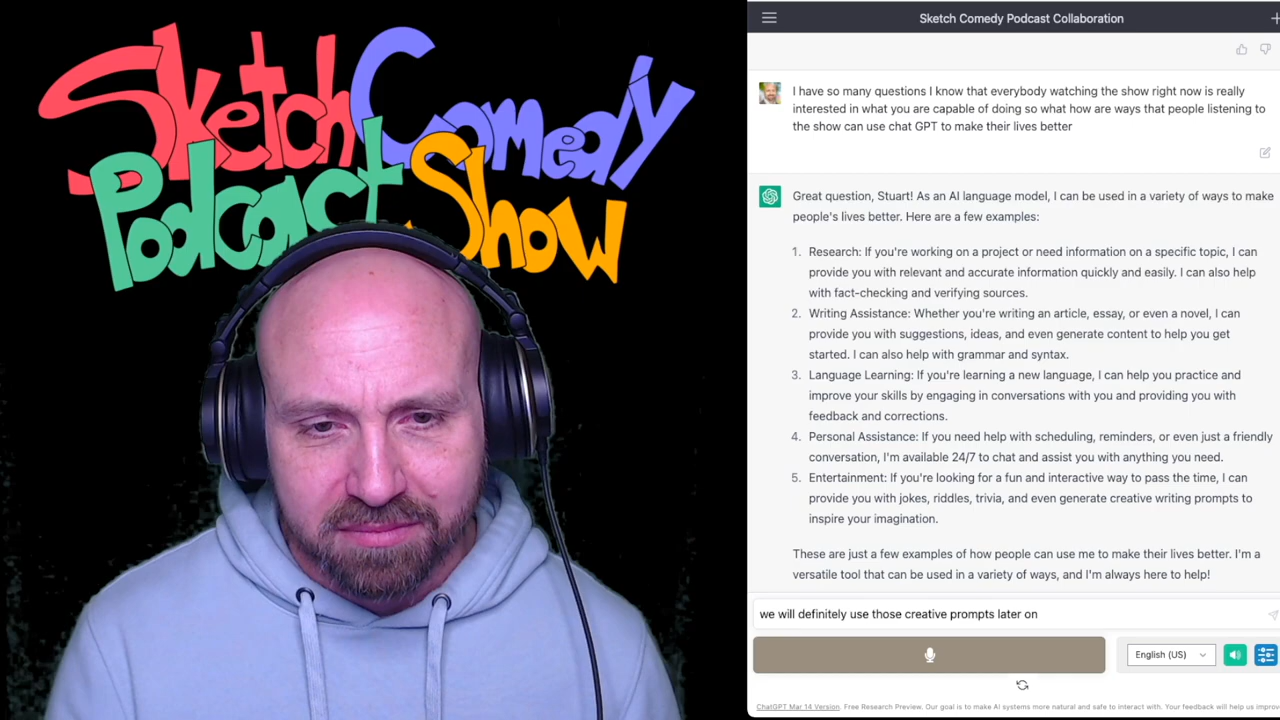 Sketch Comedy
Podcast Show
Sketch Comedy Podcast Collaboration
I have so many questions I know that everybody watching the show right now is really
interested in what you are capable of doing so what how are ways that people listening to
the show can use chat GPT to make their lives better
Great question, Stuart! As an AI language model, I can be used in a variety of ways to make
people's lives better. Here are a few examples:
1. Research: If you're working on a project or need information on a specific topic, I can
provide you with relevant and accurate information quickly and easily. I can also help
with fact-checking and verifying sources.
2. Writing Assistance: Whether you're writing an article, essay, or even a novel, I can
provide you with suggestions, ideas, and even generate content to help you get
started. I can also help with grammar and syntax.
3. Language Learning: If you're learning a new language, I can help you practice and
improve your skills by engaging in conversations with you and providing you with
feedback and corrections.
4. Personal Assistance: If you need help with scheduling, reminders, or even just a friendly
conversation, I'm available 24/7 to chat and assist you with anything you need.
5. Entertainment: If you're looking for a fun and interactive way to pass the time, I can
provide you with jokes, riddles, trivia, and even generate creative writing prompts to
inspire your imagination.
These are just a few examples of how people can use me to make their lives better. I'm a
versatile tool that can be used in a variety of ways, and I'm always here to help!
we will definitely use those creative prompts later on
English (US)
ChatGPT Mar 14 Version. Free Research Preview. Our goal is to make AI systems more natural and safe to interact with. Your feedback will help us improve